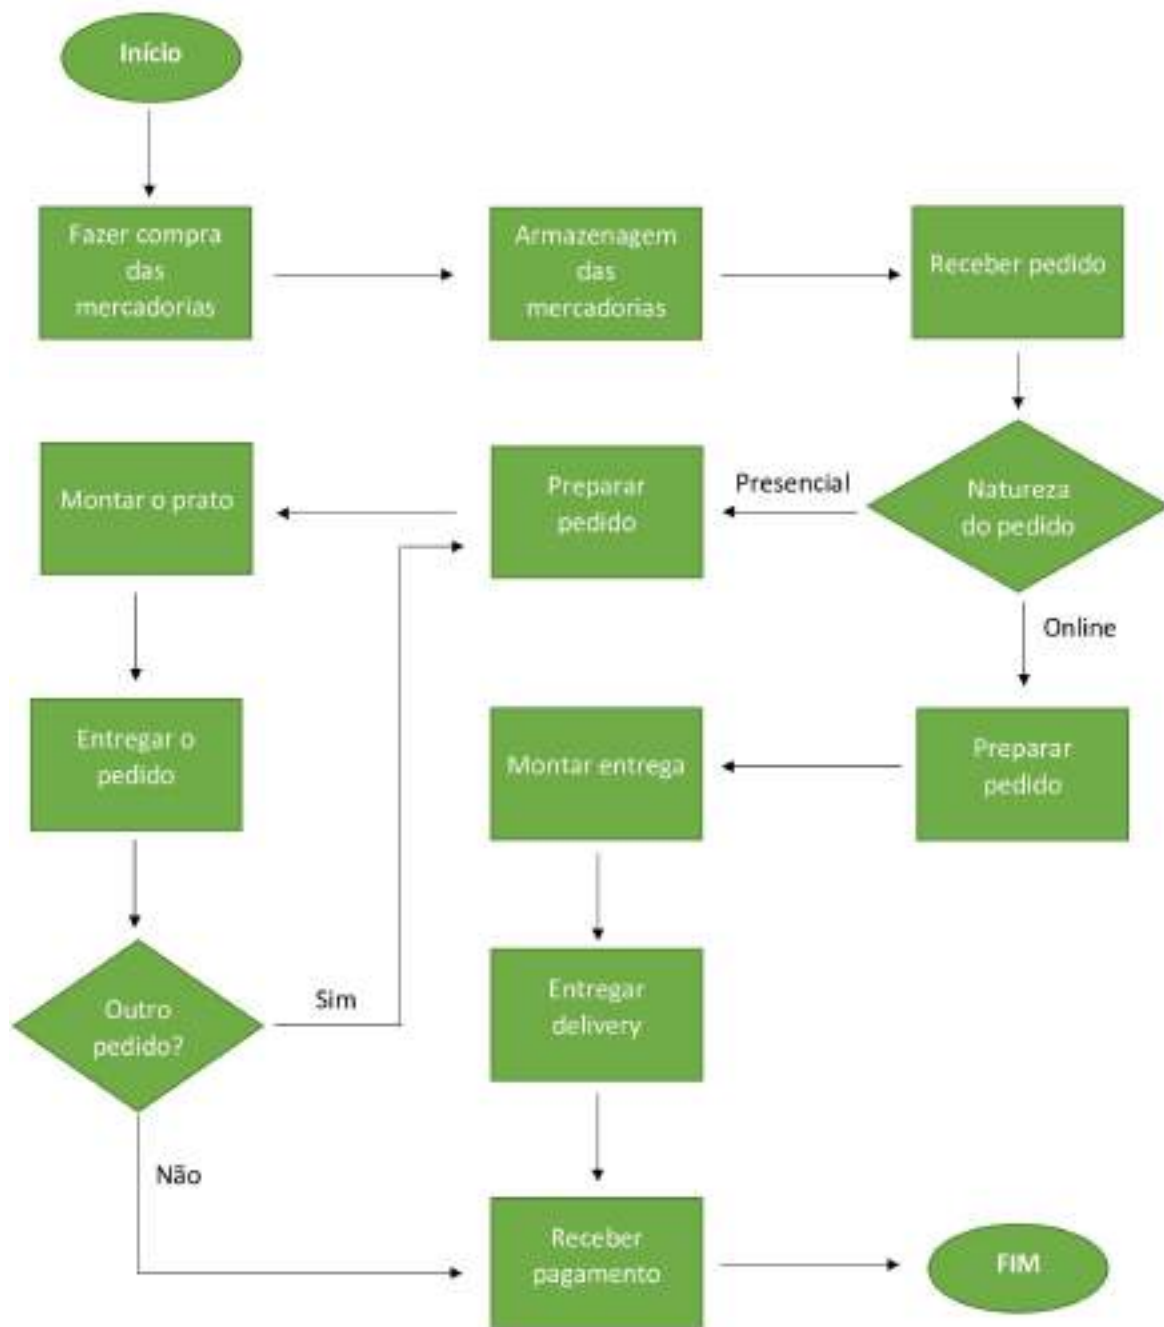 Início
Fazer compra
das
mercadorias
Armazenagem
das
mercadorias
Receber pedido
Natureza
do pedido
Presencial
Preparar
pedido
Montar o prato
Entregar o
pedido
Outro
pedido?
Sim
Não
Online
Preparar
pedido
Montar entrega
Entregar
delivery
Receber
pagamento
FIM